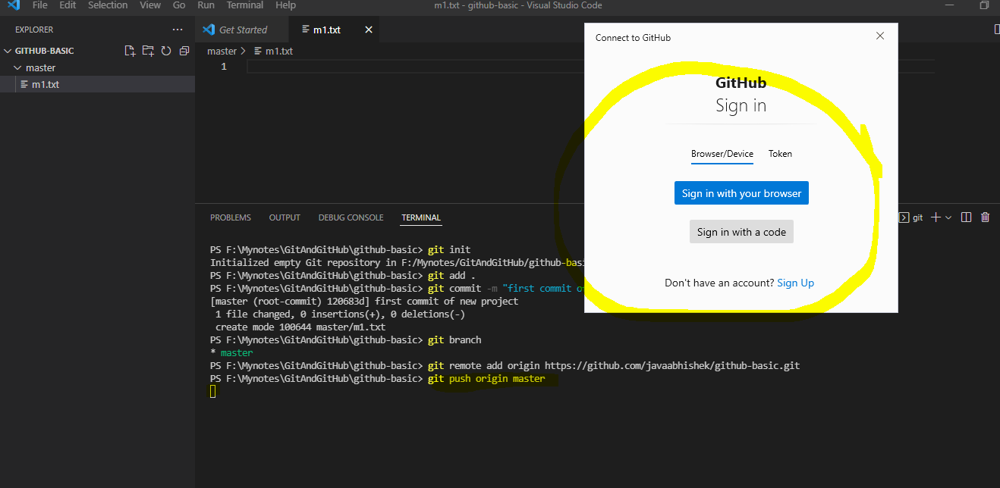 File Edit Selection View Go Run Terminal Help
m1.txt - github-basic - Visual Studio Code
EXPLORER
GITHUB-BASIC
master
m1.txt
Get Started
m1.txt
master > m1.txt
1
Connect to GitHub
GitHub
Sign in
Browser/Device Token
Sign in with your browser
Sign in with a code
Don't have an account? Sign Up
PROBLEMS OUTPUT DEBUG CONSOLE TERMINAL
git
PS F:\Mynotes\GitAndGitHub\github-basic> git init
Initialized empty Git repository in F:/Mynotes/GitAndGitHub/github-basi
PS F:\Mynotes\GitAndGitHub\github-basic> git add .
PS F:\Mynotes\GitAndGitHub\github-basic> git commit -m "first commit of
[master (root-commit) 120683d] first commit of new project
1 file changed, 0 insertions(+), 0 deletions(-)
create mode 100644 master/m1.txt
PS F:\Mynotes\GitAndGitHub\github-basic> git branch
* master
PS F:\Mynotes\GitAndGitHub\github-basic> git remote add origin https://github.com/javaabhishek/github-basic.git
PS F:\Mynotes\GitAndGitHub\github-basic> git push origin master